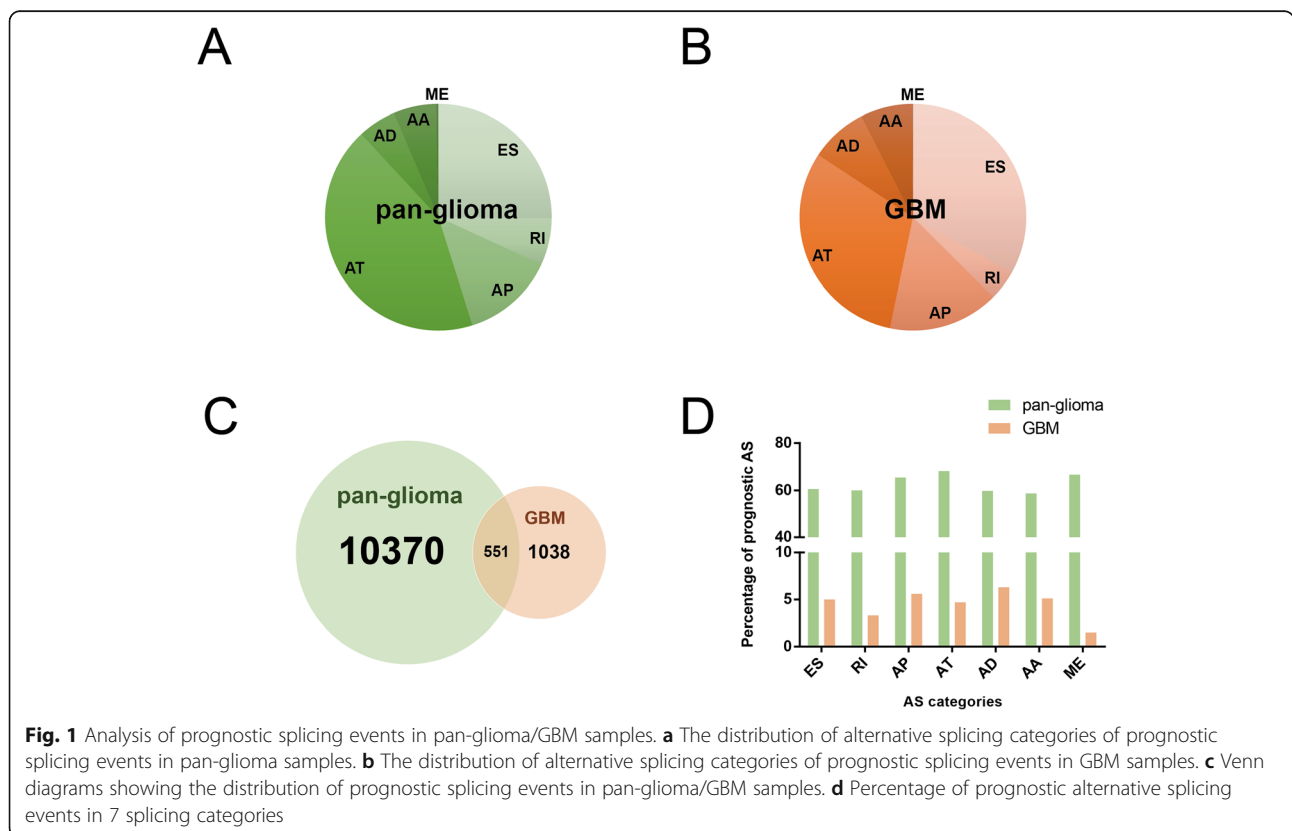 A
B
ME
AA
AD
ES
pan-glioma
RI
AT
AP
ME
AA
AD
ES
GBM
RI
AT
AP
C
D
pan-glioma
10370
551
GBM
1038
pan-glioma
GBM
Percentage of prognostic AS
80
60
40
10
5
0
ES RI AP AT AD AA ME
AS categories
Fig. 1 Analysis of prognostic splicing events in pan-glioma/GBM samples. a The distribution of alternative splicing categories of prognostic
splicing events in pan-glioma samples. b The distribution of alternative splicing categories of prognostic splicing events in GBM samples. c Venn
diagrams showing the distribution of prognostic splicing events in pan-glioma/GBM samples. d Percentage of prognostic alternative splicing
events in 7 splicing categories